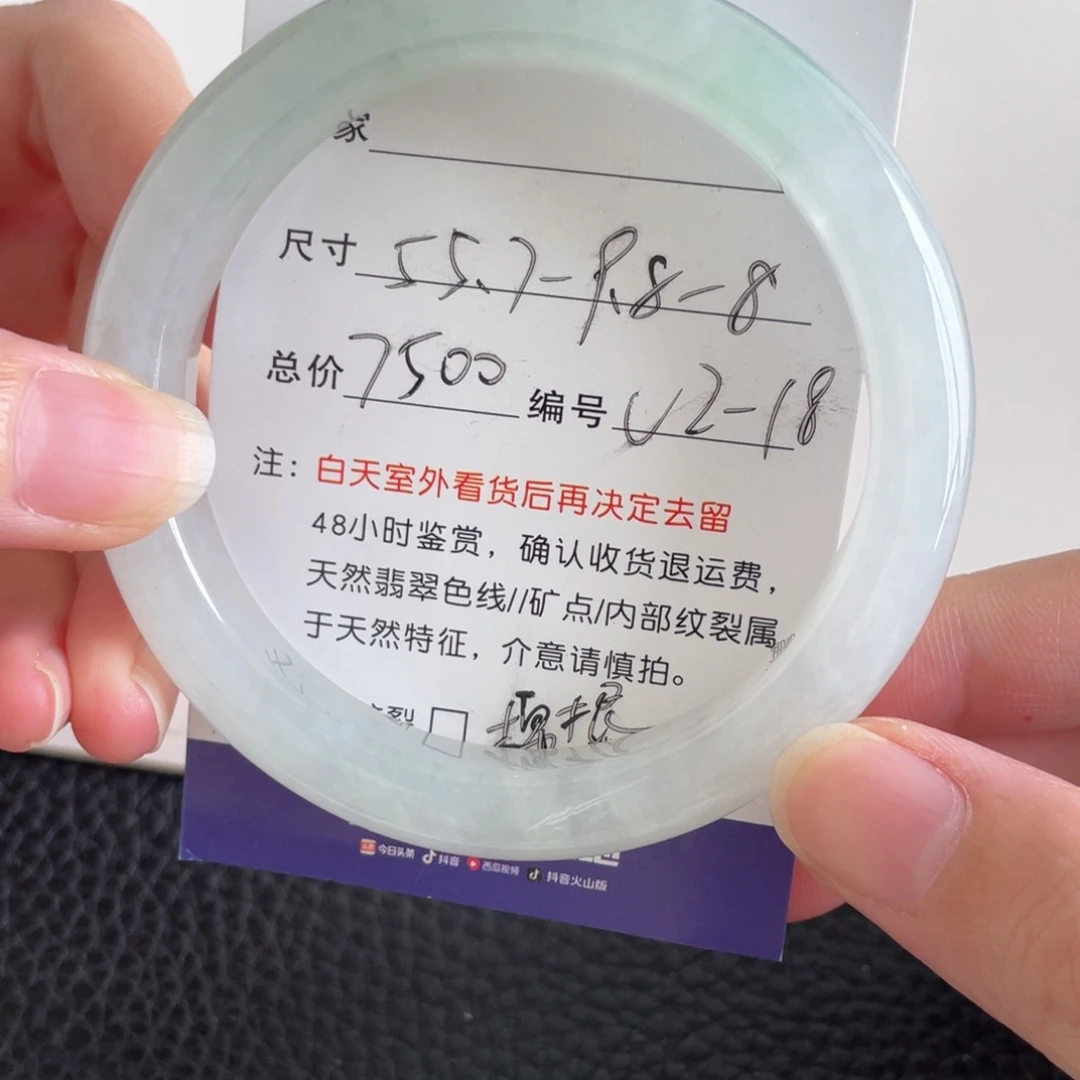 家
尺寸 55.7-9.8-8
总价 7500 编号 U2-18
注：白天室外看货后再决定去留
48小时鉴赏，确认收货退运费，
天然翡翠色线//矿点/内部纹裂属
于天然特征，介意请慎拍。
裂 □
今日头条 抖音 西瓜视频 抖音火山版